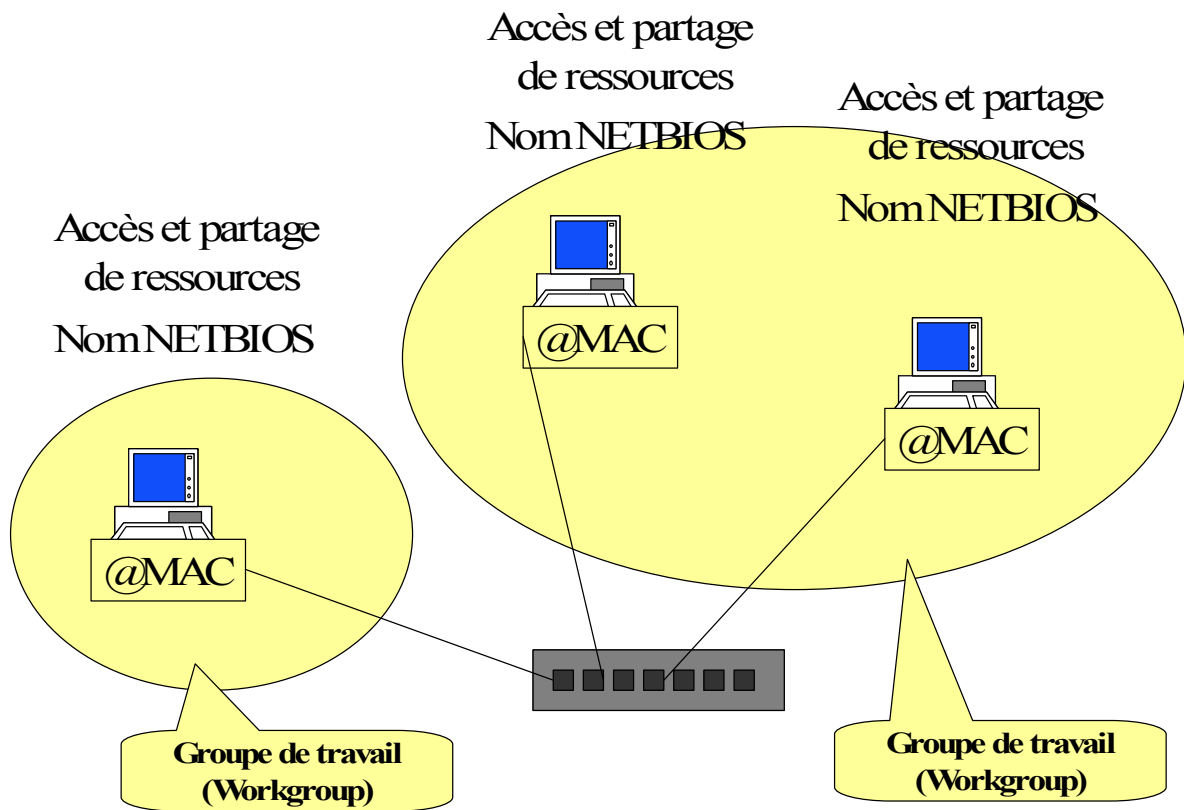 Accès et partage
de ressources
Nom NETBIOS
Accès et partage
de ressources
Nom NETBIOS
Accès et partage
de ressources
Nom NETBIOS
@MAC
@MAC
@MAC
Groupe de travail
(Workgroup)
Groupe de travail
(Workgroup)